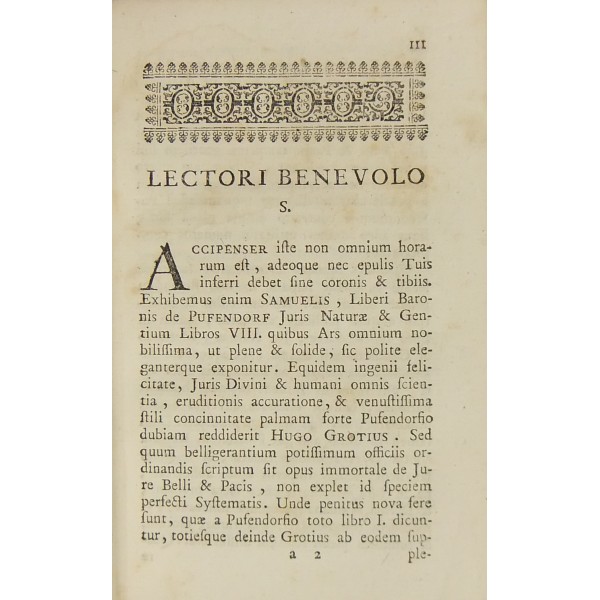 III
LECTORI BENEVOLO
S.
ACCIPENSER iſte non omnium hora-
rum eſt , adeoque nec epulis Tuis
inferri debet ſine coronis & tibiis.
Exhibemus enim SAMUELIS , Liberi Baro-
nis de PUFENDORF Juris Naturæ & Gen-
tium Libros VIII. quibus Ars omnium no-
biliſſima, ut plene & ſolide, ſic polite ele-
ganterque exponitur. Equidem ingenii feli-
citate, Juris Divini & humani omnis ſcien-
tia , eruditionis accuratione, & venuſtiſſima
ſtili concinnitate palmam forte Pufendorfio
dubiam reddiderit HUGO GROTIUS . Sed
quum belligerantium potiſſimum officiis or-
dinandis ſcriptum ſit opus immortale de Ju-
re Belli & Pacis , non explet id ſpeciem
perfecti Syſtematis. Unde penitus nova fere
ſunt, quæ a Pufendorfio toto libro I. dicun-
tur, totieſque deinde Grotius ab eodem ſup-
a 2 ple-